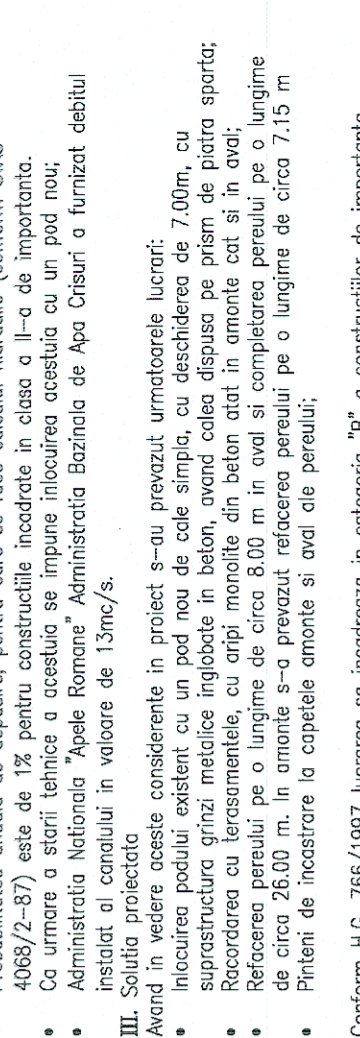 4068/2-87) este de 1% pentru constructiile incadrate in clasa a II-a de importanta.
• Ca urmare a starii tehnice a acestuia se impune inlocuirea acestuia cu un pod nou;
• Administratia Nationala "Apele Romane" Administratia Bazinala de Apa Crisuri a furnizat debitul
instalat al canalului in valoare de 13mc/s.
III. Solutia proiectata
Avand in vedere aceste considerente in proiect s-au prevazut urmatoarele lucrari:
• Inlocuirea podului existent cu un pod nou de cale simpla, cu deschiderea de 7.00m, cu
suprastructura grinzi metalice inglobate in beton, avand calea dispusa pe prism de piatra sparta;
• Racordarea cu terasamentele, cu aripi monolite din beton atat in amonte cat si in aval;
• Refacerea pereului pe o lungime de circa 8.00 m in aval si completarea pereului pe o lungime
de circa 26.00 m. In amonte s-a prevazut refacerea pereului pe o lungime de circa 7.15 m
• Pinteni de incastrare la capetele amonte si aval ale pereului;
Conform H.G. 766/1997 lucrarea se incadreaza in categoria "B" a constructiilor de importanta